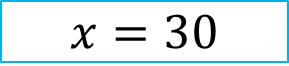 x = 30